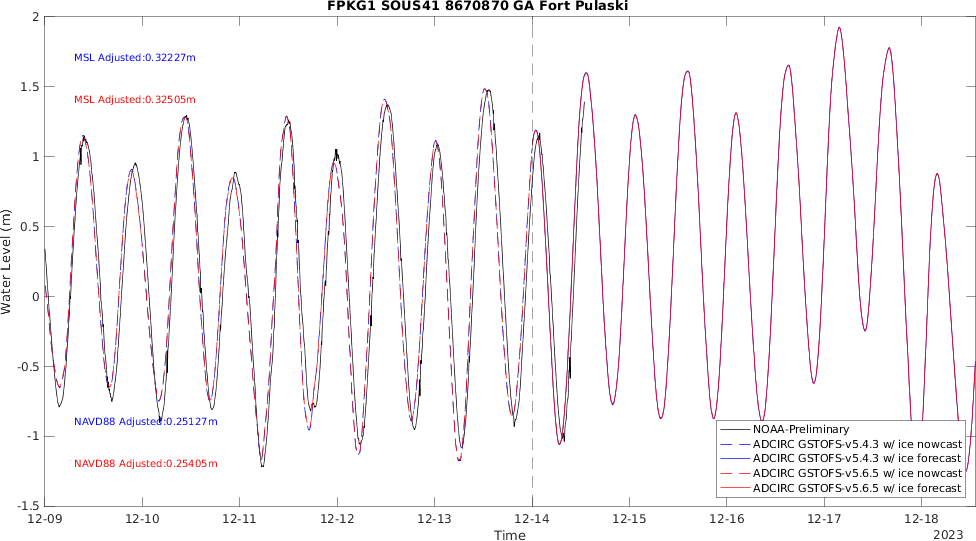 FPKG1 SOUS41 8670870 GA Fort Pulaski
MSL Adjusted:0.32227m
MSL Adjusted:0.32505m
NAVD88 Adjusted:0.25127m
NAVD88 Adjusted:0.25405m
Water Level (m)
2
1.5
1
0.5
0
-0.5
-1
-1.5
NOAA-Preliminary
ADCIRC GSTOFS-v5.4.3 w/ ice nowcast
ADCIRC GSTOFS-v5.4.3 w/ ice forecast
ADCIRC GSTOFS-v5.6.5 w/ ice nowcast
ADCIRC GSTOFS-v5.6.5 w/ ice forecast
12-09 12-10 12-11 12-12 12-13 12-14 12-15 12-16 12-17 12-18
Time
2023